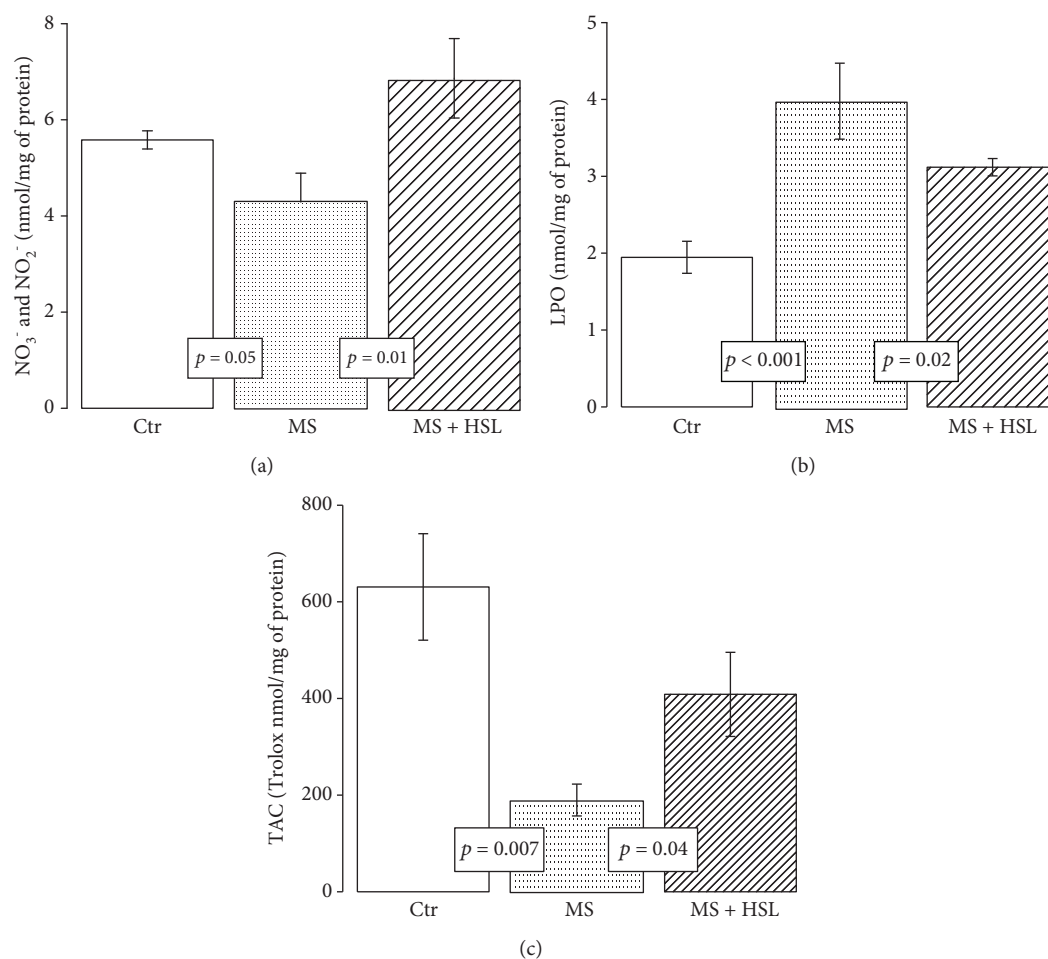 NO₃⁻ and NO₂⁻ (nmol/mg of protein)
8
6
4
2
0
p = 0.05
p = 0.01
Ctr
MS
MS + HSL
(a)
LPO (nmol/mg of protein)
5
4
3
2
1
0
p < 0.001
p = 0.02
Ctr
MS
MS + HSL
(b)
TAC (Trolox nmol/mg of protein)
800
600
400
200
0
p = 0.007
p = 0.04
Ctr
MS
MS + HSL
(c)